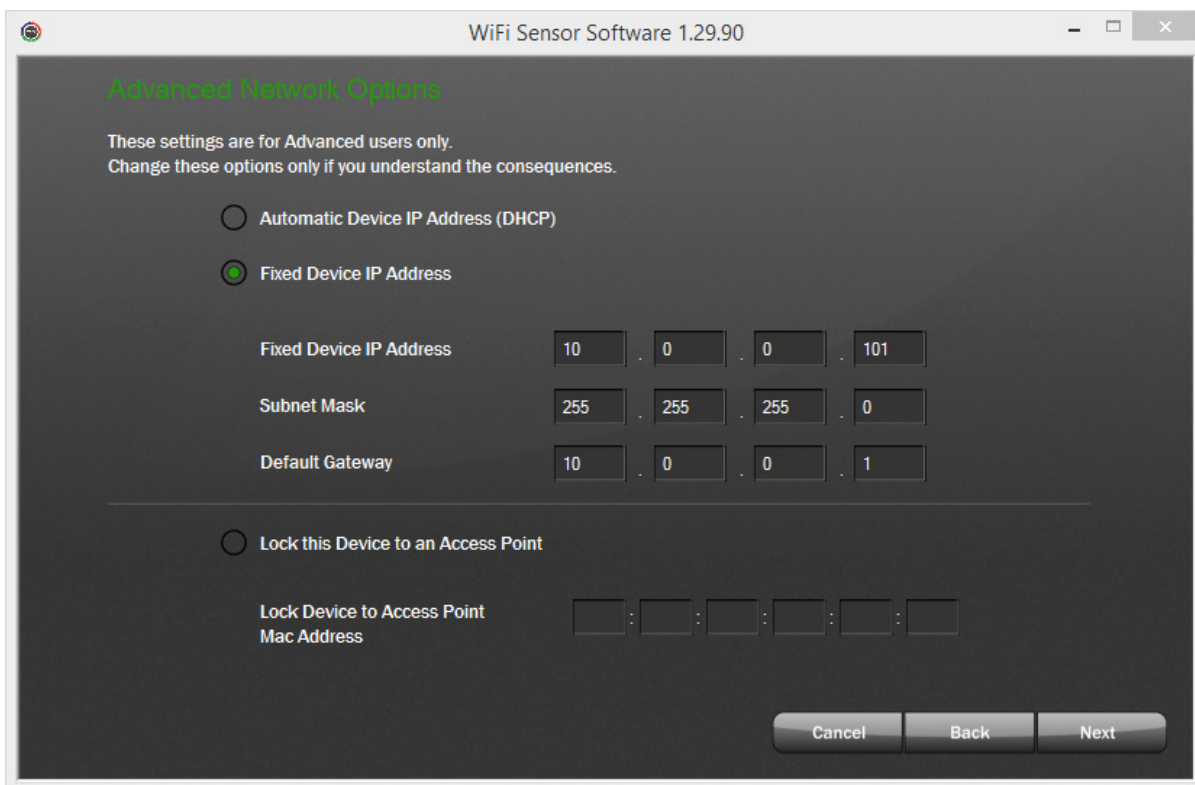 WiFi Sensor Software 1.29.90
Advanced Network Options
These settings are for Advanced users only.
Change these options only if you understand the consequences.
Automatic Device IP Address (DHCP)
Fixed Device IP Address
Fixed Device IP Address 10 . 0 . 0 . 101
Subnet Mask 255 . 255 . 255 . 0
Default Gateway 10 . 0 . 0 . 1
Lock this Device to an Access Point
Lock Device to Access Point
Mac Address : : : : :
Cancel Back Next